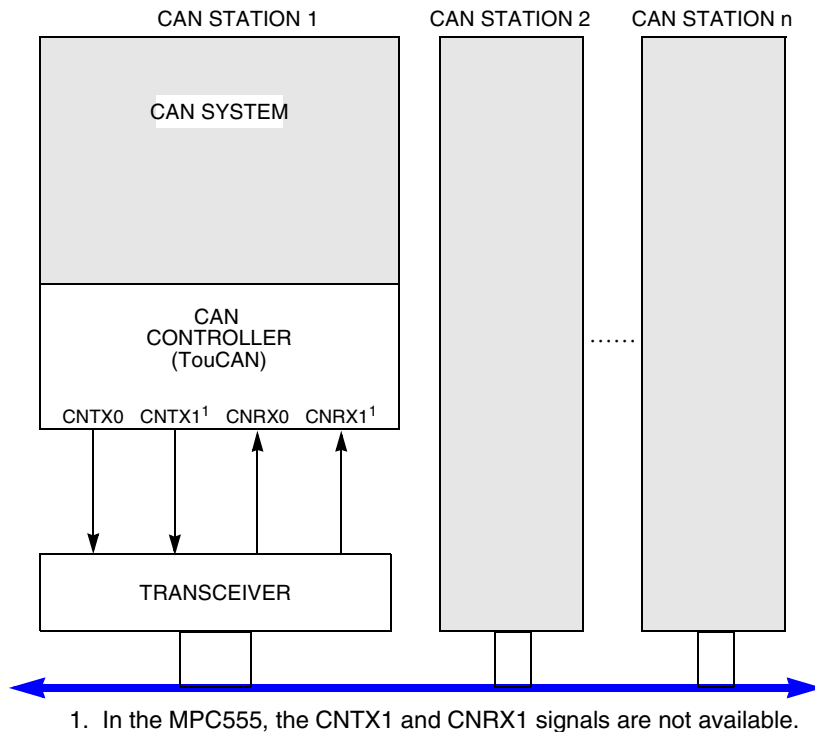 CAN STATION 1
CAN STATION 2
CAN STATION n
CAN SYSTEM
CAN
CONTROLLER
(TouCAN)
......
CNTX0 CNTX1¹ CNRX0 CNRX1¹
TRANSCEIVER
1. In the MPC555, the CNTX1 and CNRX1 signals are not available.